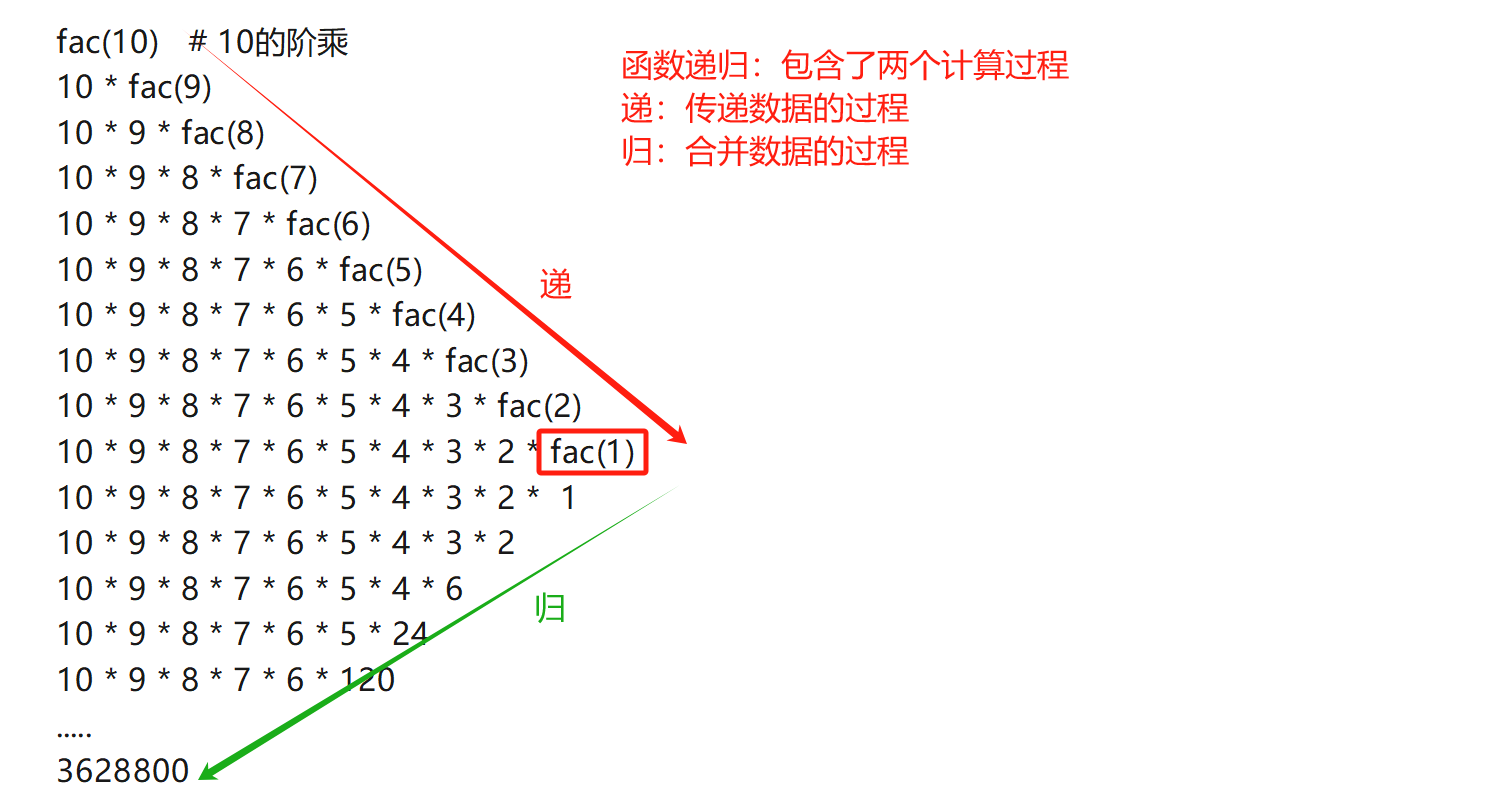 fac(10) # 10的阶乘
10 * fac(9)
10 * 9 * fac(8)
10 * 9 * 8 * fac(7)
10 * 9 * 8 * 7 * fac(6)
10 * 9 * 8 * 7 * 6 * fac(5)
10 * 9 * 8 * 7 * 6 * 5 * fac(4)
10 * 9 * 8 * 7 * 6 * 5 * 4 * fac(3)
10 * 9 * 8 * 7 * 6 * 5 * 4 * 3 * fac(2)
10 * 9 * 8 * 7 * 6 * 5 * 4 * 3 * 2 * fac(1)
10 * 9 * 8 * 7 * 6 * 5 * 4 * 3 * 2 * 1
10 * 9 * 8 * 7 * 6 * 5 * 4 * 3 * 2
10 * 9 * 8 * 7 * 6 * 5 * 4 * 6
10 * 9 * 8 * 7 * 6 * 5 * 24
10 * 9 * 8 * 7 * 6 * 120
.....
3628800
函数递归：包含了两个计算过程
递：传递数据的过程
归：合并数据的过程
递
归